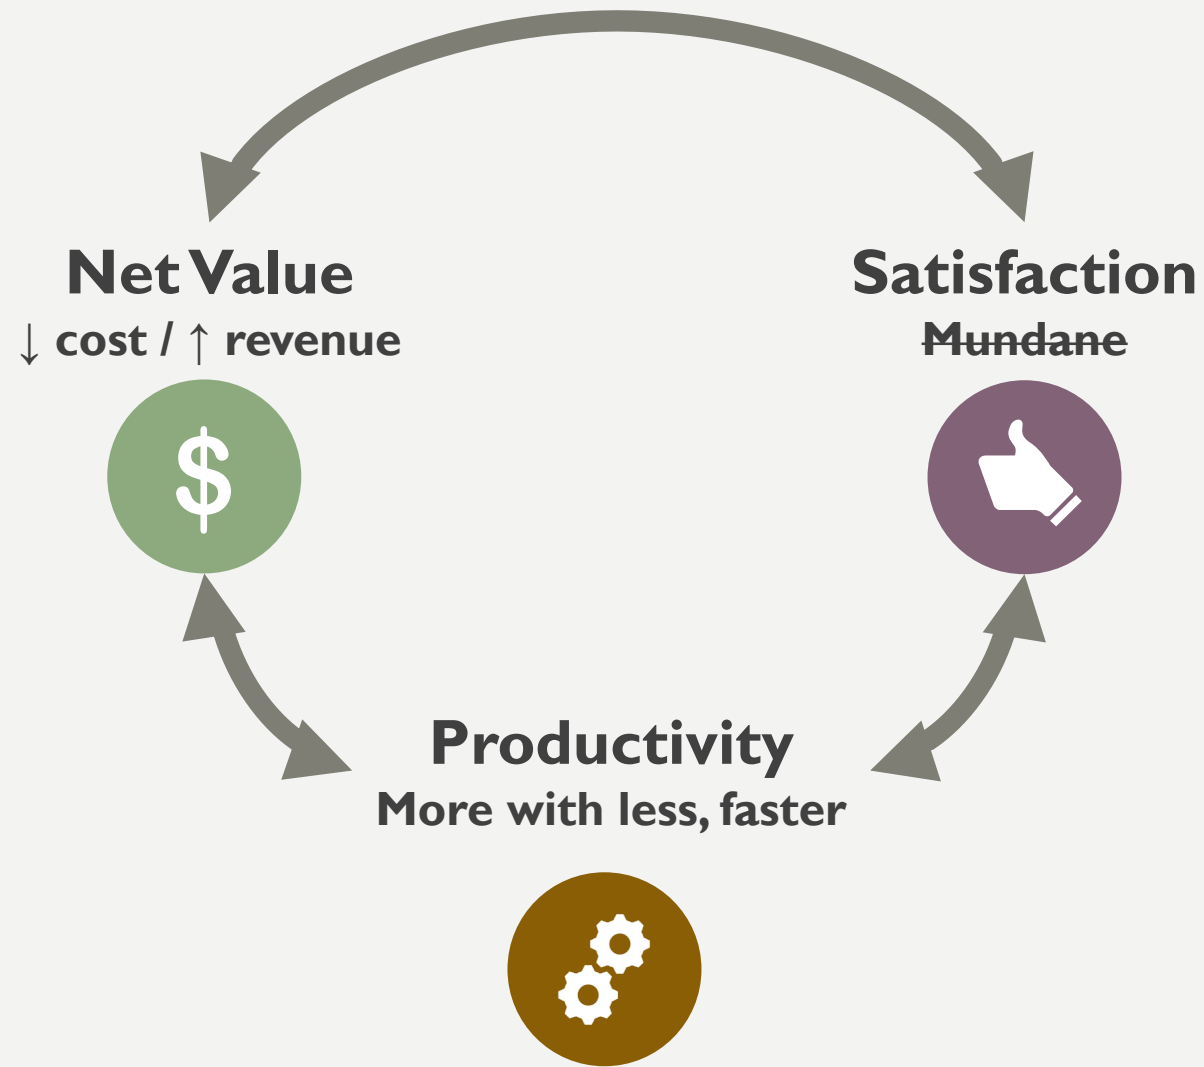 Net Value
↓ cost / ↑ revenue
$
Satisfaction
Mundane
Productivity
More with less, faster